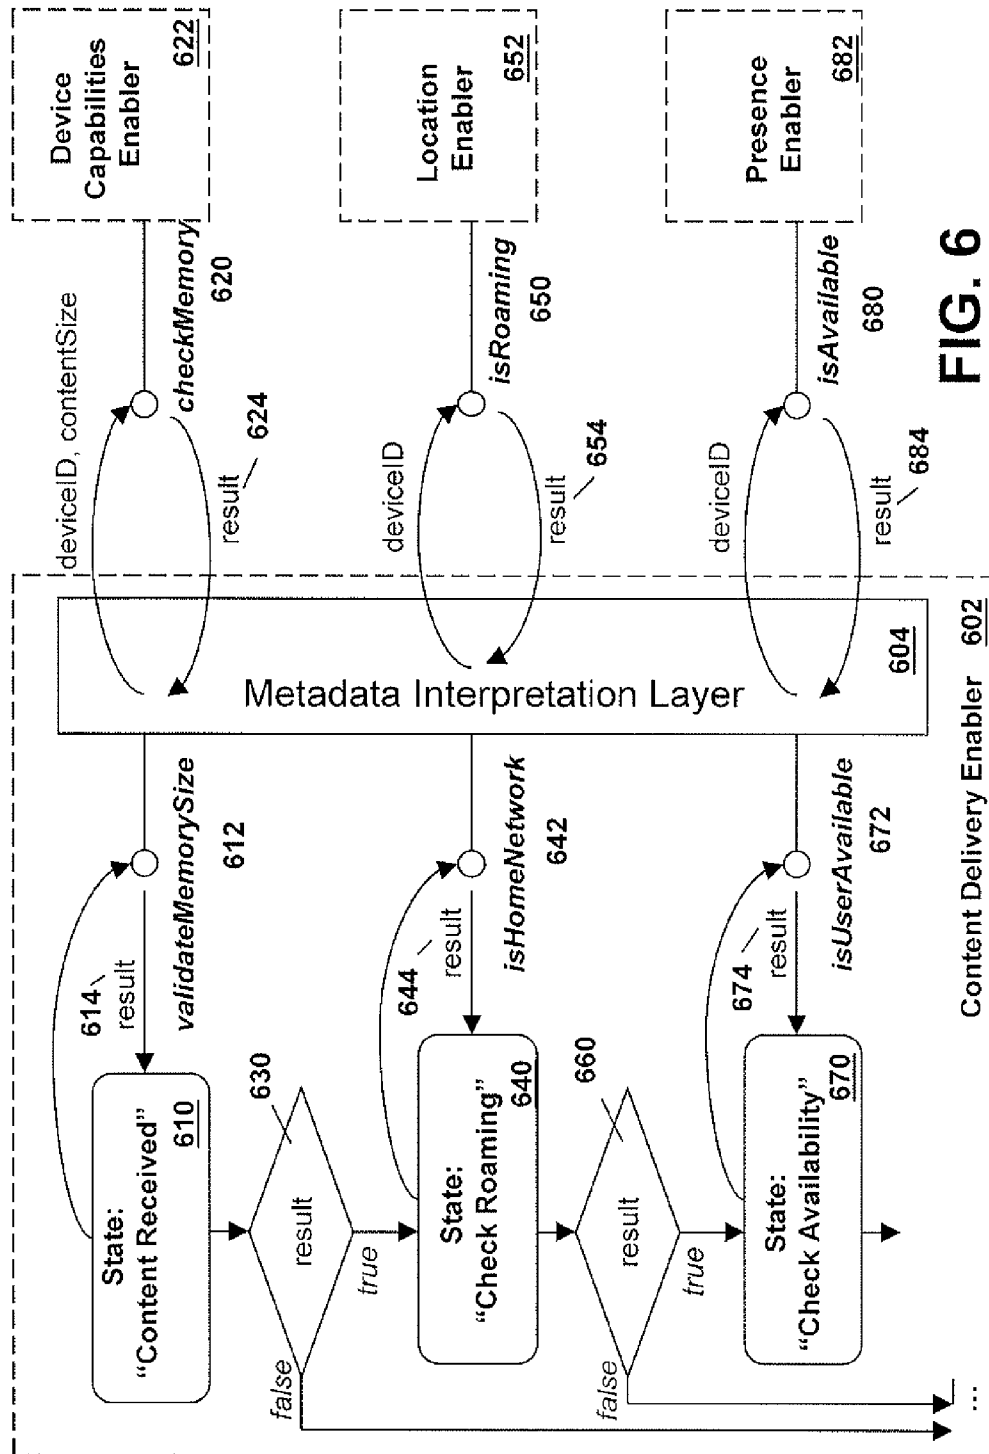 State:
“Content Received”
610
614
result
validateMemorySize
612
deviceID, contentSize
result
624
checkMemory
620
Device
Capabilities
Enabler
622
result
630
false
true
State:
“Check Roaming”
640
644
result
isHomeNetwork
642
deviceID
result
654
isRoaming
650
Location
Enabler
652
result
660
false
true
State:
“Check Availability”
670
674
result
isUserAvailable
672
deviceID
result
684
isAvailable
680
Presence
Enabler
682
Metadata Interpretation Layer
604
...
Content Delivery Enabler 602
FIG. 6